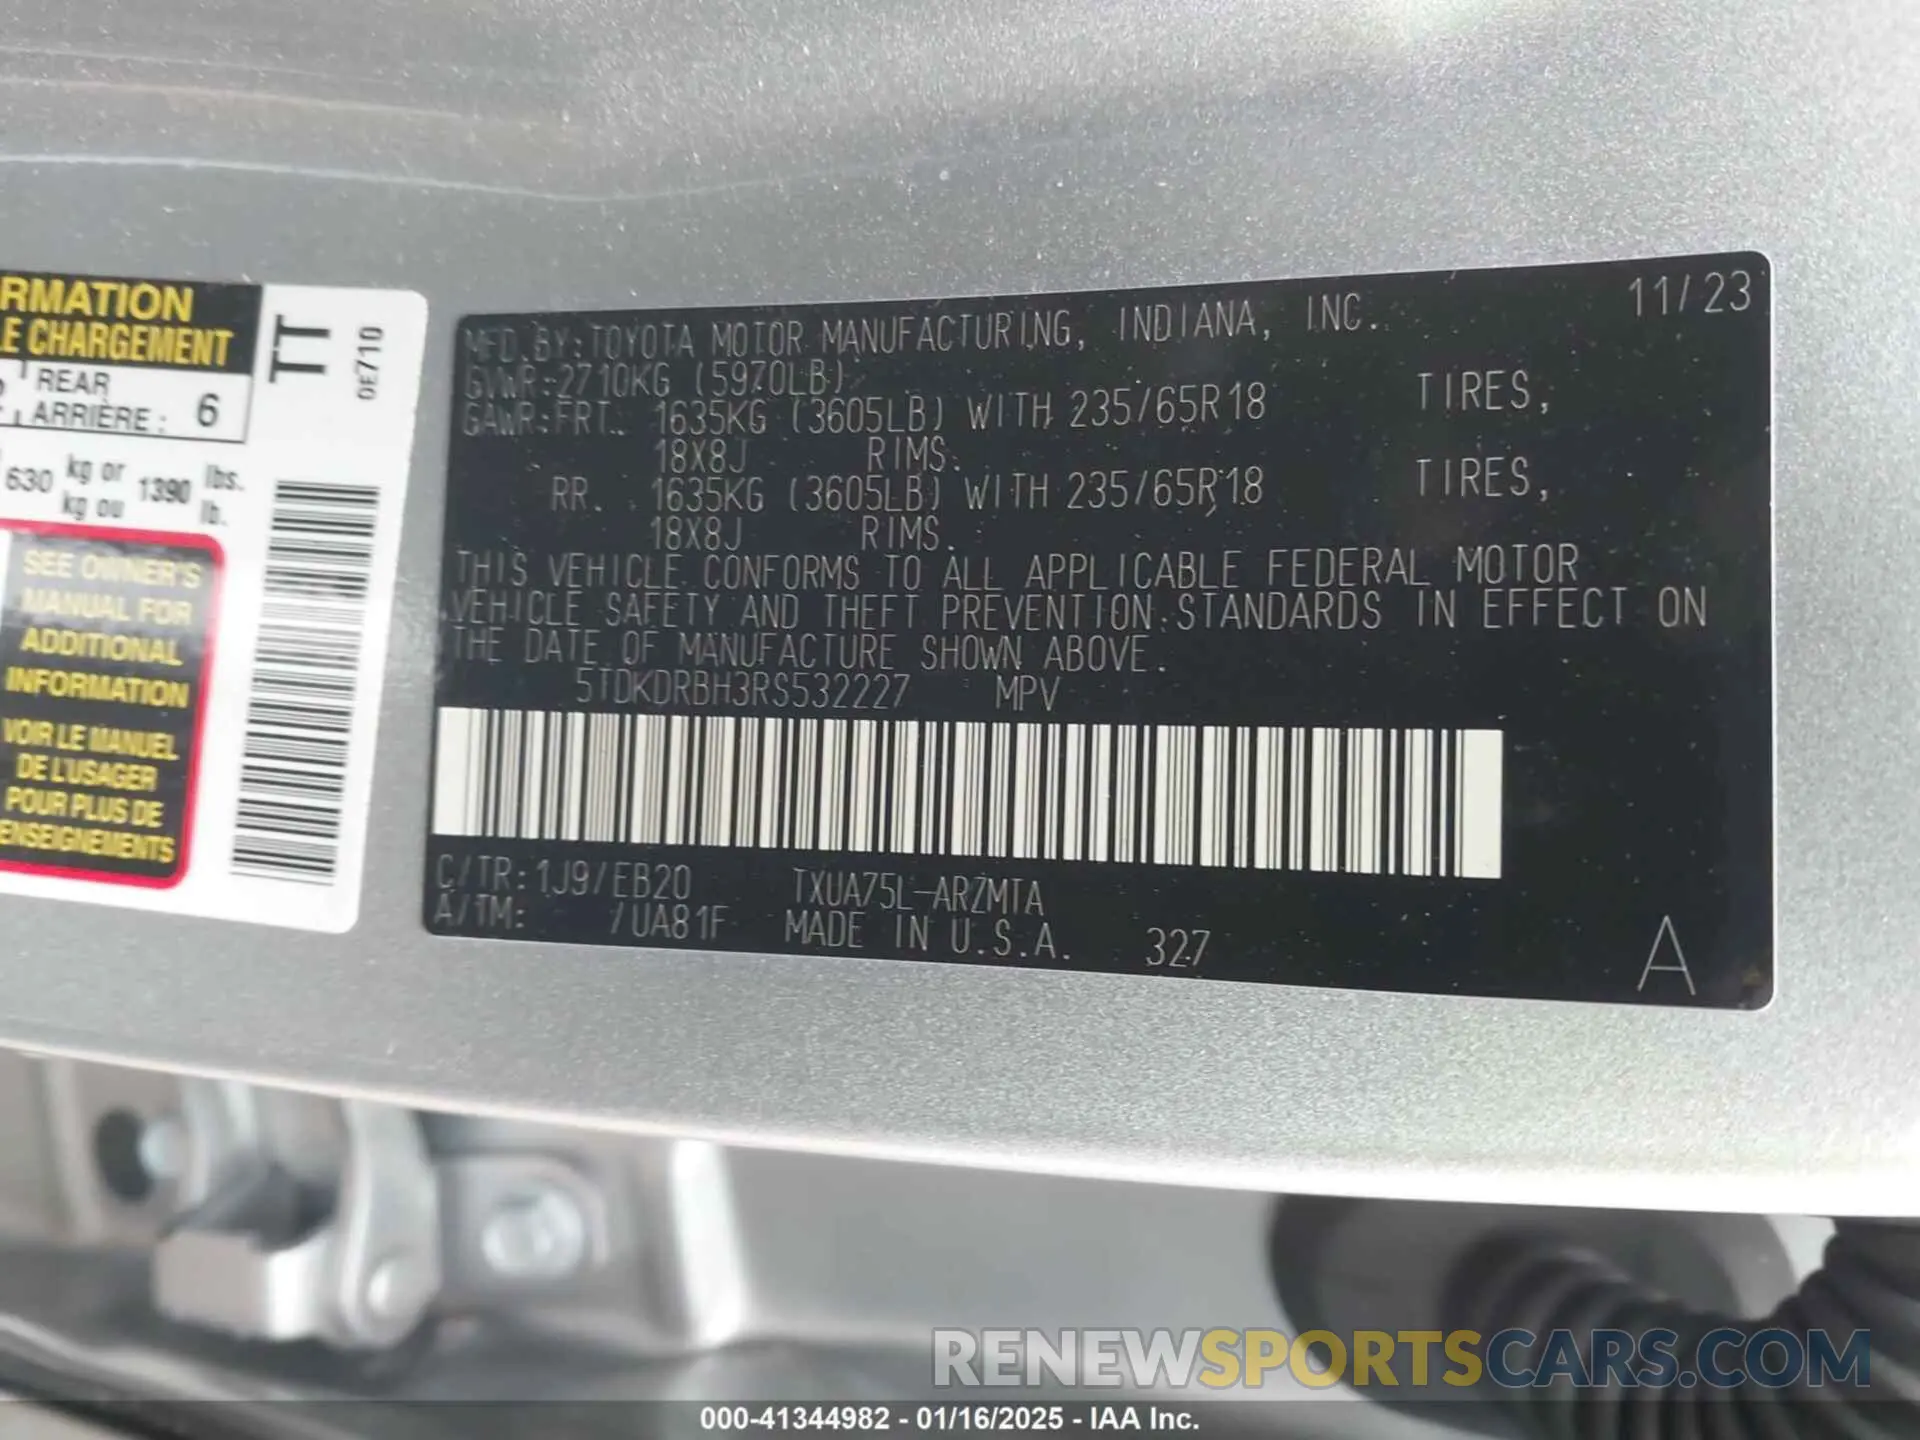 RMATION
LE CHARGEMENT
REAR
ARRIÈRE : 6
630 kg or 1390 lbs.
kg ou lb.
SEE OWNER'S
MANUAL FOR
ADDITIONAL
INFORMATION
VOIR LE MANUEL
DE L'USAGER
POUR PLUS DE
ENSEIGNEMENTS
TT
0E710
11/23
MFD.BY:TOYOTA MOTOR MANUFACTURING, INDIANA, INC.
GVWR:2710KG (5970LB)
GAWR:FRT. 1635KG (3605LB) WITH 235/65R18 TIRES,
18X8J RIMS.
RR. 1635KG (3605LB) WITH 235/65R18 TIRES,
18X8J RIMS.
THIS VEHICLE CONFORMS TO ALL APPLICABLE FEDERAL MOTOR
VEHICLE SAFETY AND THEFT PREVENTION STANDARDS IN EFFECT ON
THE DATE OF MANUFACTURE SHOWN ABOVE.
5TDKDRBH3RS532227 MPV
C/TR:1J9/EB20 TXUA75L-ARZMTA
A/TM: /UA81F MADE IN U.S.A. 327
A
RENEWSPORTSCARS.COM
000-41344982 - 01/16/2025 - IAA Inc.